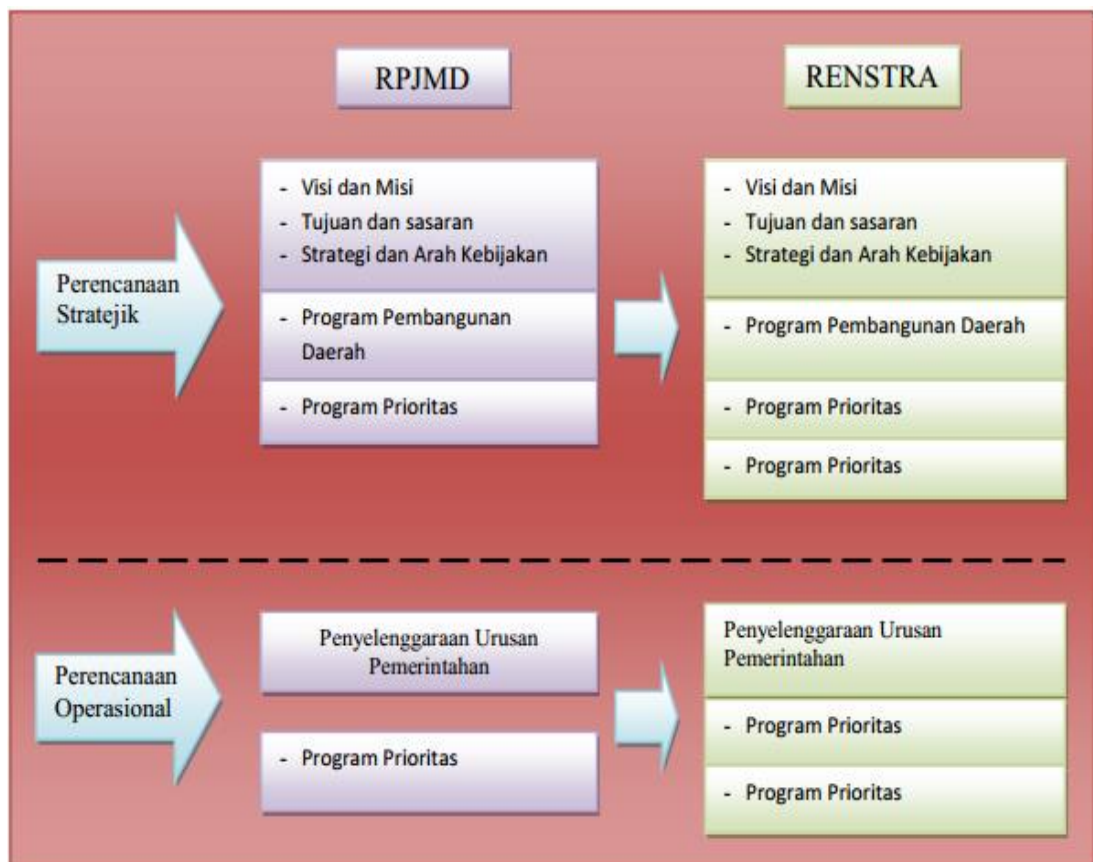 RPJMD
RENSTRA
Perencanaan
Stratejik
- Visi dan Misi
- Tujuan dan sasaran
- Strategi dan Arah Kebijakan
- Program Pembangunan
Daerah
- Program Prioritas
- Visi dan Misi
- Tujuan dan sasaran
- Strategi dan Arah Kebijakan
- Program Pembangunan Daerah
- Program Prioritas
- Program Prioritas
Perencanaan
Operasional
Penyelenggaraan Urusan
Pemerintahan
- Program Prioritas
Penyelenggaraan Urusan
Pemerintahan
- Program Prioritas
- Program Prioritas